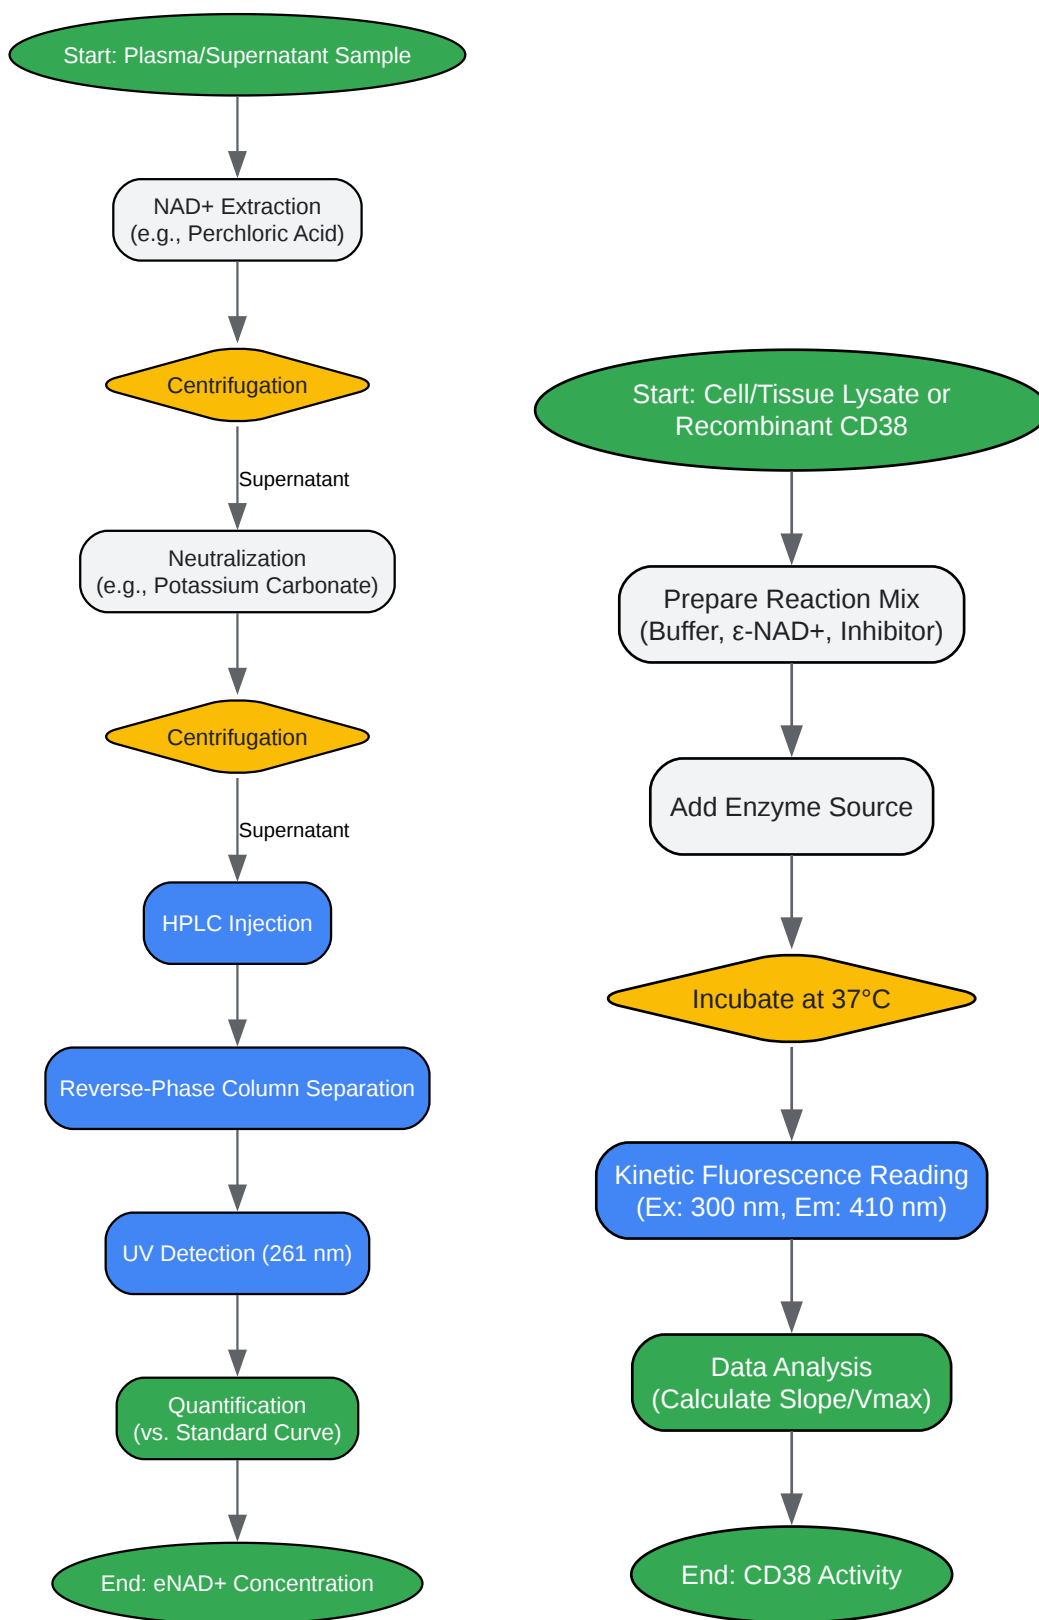 Start: Plasma/Supernatant Sample
NAD+ Extraction
(e.g., Perchloric Acid)
Centrifugation
Supernatant
Neutralization
(e.g., Potassium Carbonate)
Centrifugation
Supernatant
HPLC Injection
Reverse-Phase Column Separation
UV Detection (261 nm)
Quantification
(vs. Standard Curve)
End: eNAD+ Concentration
Start: Cell/Tissue Lysate or
Recombinant CD38
Prepare Reaction Mix
(Buffer, ε-NAD+, Inhibitor)
Add Enzyme Source
Incubate at 37°C
Kinetic Fluorescence Reading
(Ex: 300 nm, Em: 410 nm)
Data Analysis
(Calculate Slope/Vmax)
End: CD38 Activity